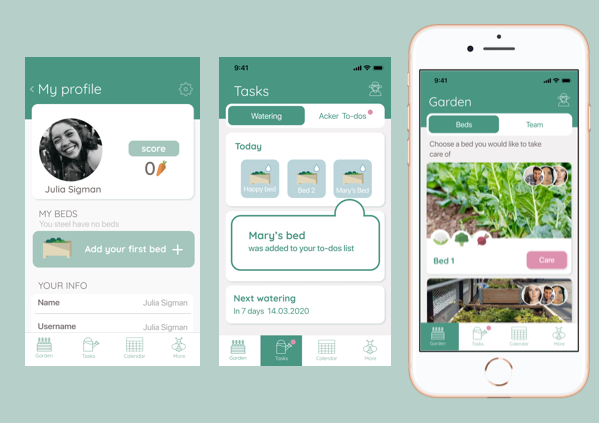 My profile
score
0
Julia Sigman
MY BEDS
You steel have no beds
Add your first bed +
YOUR INFO
Name Julia Sigman
Username Julia Sigman
Garden Tasks Calendar More
9:41
Tasks
Watering Acker To-dos
Today
Happy bed Bed 2 Mary's Bed
Mary's bed
was added to your to-dos list
Next watering
In 7 days 14.03.2020
Garden Tasks Calendar More
9:41
Garden
Beds Team
Choose a bed you would like to take
care of
Bed 1 Care
Garden Tasks Calendar More